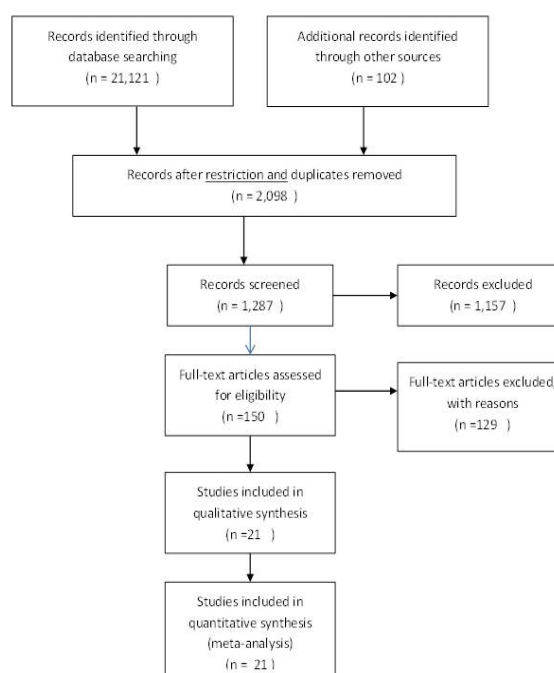 Records identified through
database searching
(n = 21,121 )
Additional records identified
through other sources
(n = 102 )
Records after restriction and duplicates removed
(n = 2,098 )
Records screened
(n = 1,287 )
Records excluded
(n = 1,157 )
Full-text articles assessed
for eligibility
(n =150 )
Full-text articles excluded,
with reasons
(n =129 )
Studies included in
qualitative synthesis
(n =21 )
Studies included in
quantitative synthesis
(meta-analysis)
(n = 21 )